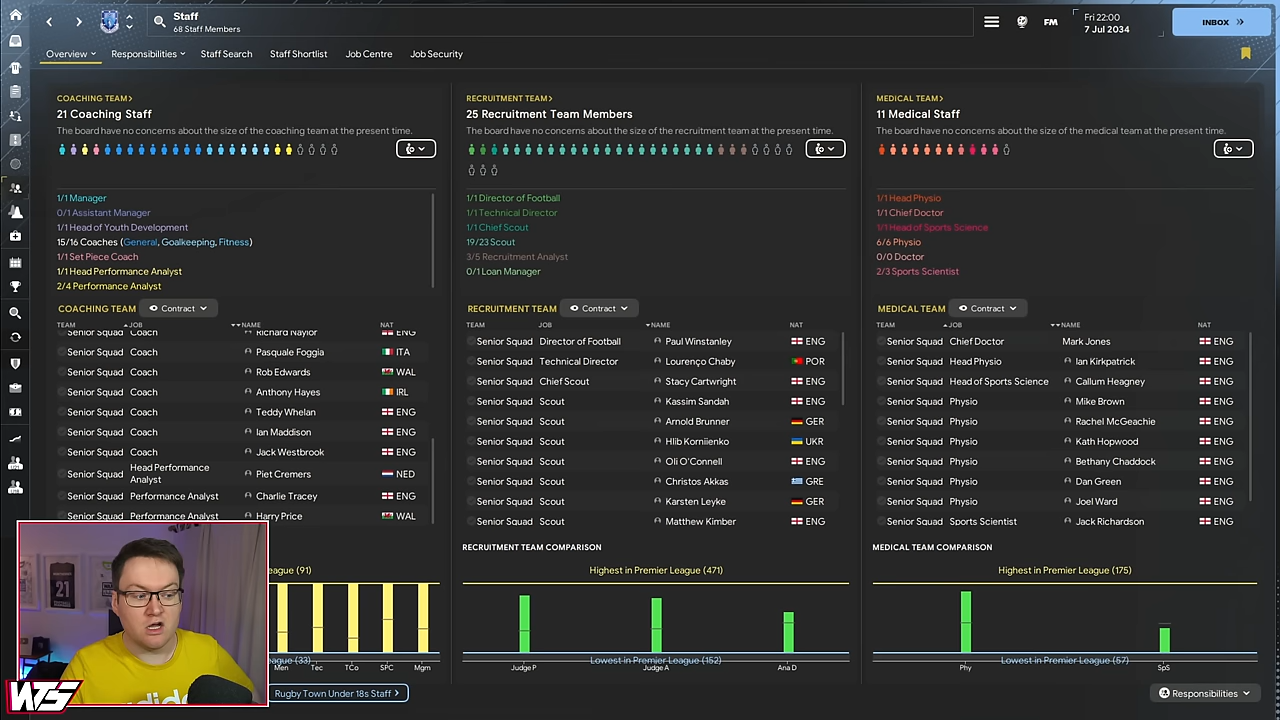 Staff
68 Staff Members
FM
Fri 22:00
7 Jul 2034
INBOX
Overview
Responsibilities
Staff Search
Staff Shortlist
Job Centre
Job Security
COACHING TEAM
21 Coaching Staff
The board have no concerns about the size of the coaching team at the present time.
1/1 Manager
0/1 Assistant Manager
1/1 Head of Youth Development
15/16 Coaches (General, Goalkeeping, Fitness)
1/1 Set Piece Coach
1/1 Head Performance Analyst
2/4 Performance Analyst
COACHING TEAM Contract
TEAM JOB NAME NAT
Senior Squad Coach Richard Naylor ENG
Senior Squad Coach Pasquale Foggia ITA
Senior Squad Coach Rob Edwards WAL
Senior Squad Coach Anthony Hayes IRL
Senior Squad Coach Teddy Whelan ENG
Senior Squad Coach Ian Maddison ENG
Senior Squad Coach Jack Westbrook ENG
Senior Squad Head Performance Analyst Piet Cremers NED
Senior Squad Performance Analyst Charlie Tracey ENG
Senior Squad Performance Analyst Harry Price WAL
eague (91)
eague (33)
Men Tec TCo SPC Mgm
Rugby Town Under 18s Staff
RECRUITMENT TEAM
25 Recruitment Team Members
The board have no concerns about the size of the recruitment team at the present time.
1/1 Director of Football
1/1 Technical Director
1/1 Chief Scout
19/23 Scout
3/5 Recruitment Analyst
0/1 Loan Manager
RECRUITMENT TEAM Contract
TEAM JOB NAME NAT
Senior Squad Director of Football Paul Winstanley ENG
Senior Squad Technical Director Lourenço Chaby POR
Senior Squad Chief Scout Stacy Cartwright ENG
Senior Squad Scout Kassim Sandah ENG
Senior Squad Scout Arnold Brunner GER
Senior Squad Scout Hlib Korniienko UKR
Senior Squad Scout Oli O'Connell ENG
Senior Squad Scout Christos Akkas GRE
Senior Squad Scout Karsten Leyke GER
Senior Squad Scout Matthew Kimber ENG
RECRUITMENT TEAM COMPARISON
Highest in Premier League (471)
Lowest in Premier League (152)
Judge P Judge A Ana D
MEDICAL TEAM
11 Medical Staff
The board have no concerns about the size of the medical team at the present time.
1/1 Head Physio
1/1 Chief Doctor
1/1 Head of Sports Science
6/6 Physio
0/0 Doctor
2/3 Sports Scientist
MEDICAL TEAM Contract
TEAM JOB NAME NAT
Senior Squad Chief Doctor Mark Jones ENG
Senior Squad Head Physio Ian Kirkpatrick ENG
Senior Squad Head of Sports Science Callum Heagney ENG
Senior Squad Physio Mike Brown ENG
Senior Squad Physio Rachel McGeachie ENG
Senior Squad Physio Kath Hopwood ENG
Senior Squad Physio Bethany Chaddock ENG
Senior Squad Physio Dan Green ENG
Senior Squad Physio Joel Ward ENG
Senior Squad Sports Scientist Jack Richardson ENG
MEDICAL TEAM COMPARISON
Highest in Premier League (175)
Lowest in Premier League (57)
Phy SpS
Responsibilities
21
WTS